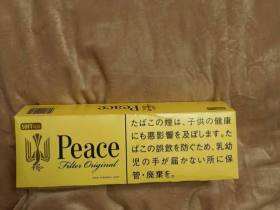 Peace
Filter Original
たばこの煙は、子供の健康
にも悪影響を及ぼします。た
ばこの誤飲を防ぐため、乳幼
児の手が届かない所に保
管・廃棄を。